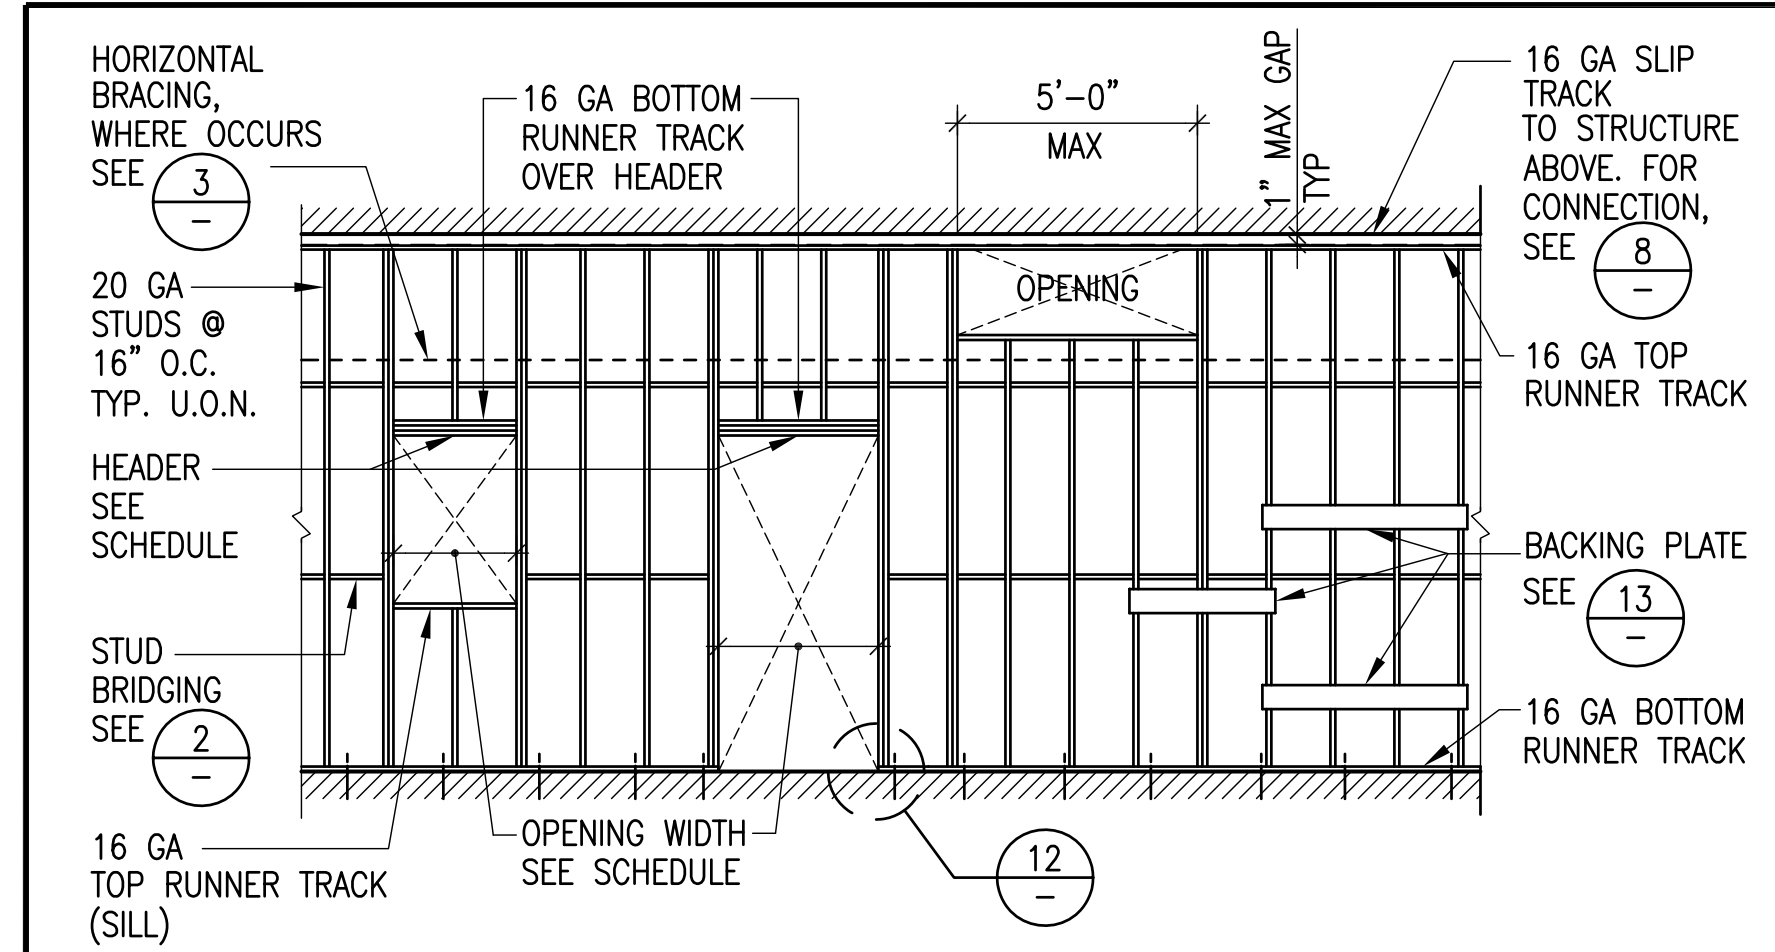 HORIZONTAL
BRACING,
WHERE OCCURS
SEE
3
-
20 GA
STUDS @
16" O.C.
TYP. U.O.N.
HEADER
SEE
SCHEDULE
STUD
BRIDGING
SEE
2
-
16 GA
TOP RUNNER TRACK
(SILL)
16 GA BOTTOM
RUNNER TRACK
OVER HEADER
5'-0"
MAX
1" MAX GAP
TYP
OPENING
OPENING WIDTH
SEE SCHEDULE
12
-
16 GA SLIP
TRACK
TO STRUCTURE
ABOVE. FOR
CONNECTION,
SEE
8
-
16 GA TOP
RUNNER TRACK
BACKING PLATE
SEE
13
-
16 GA BOTTOM
RUNNER TRACK